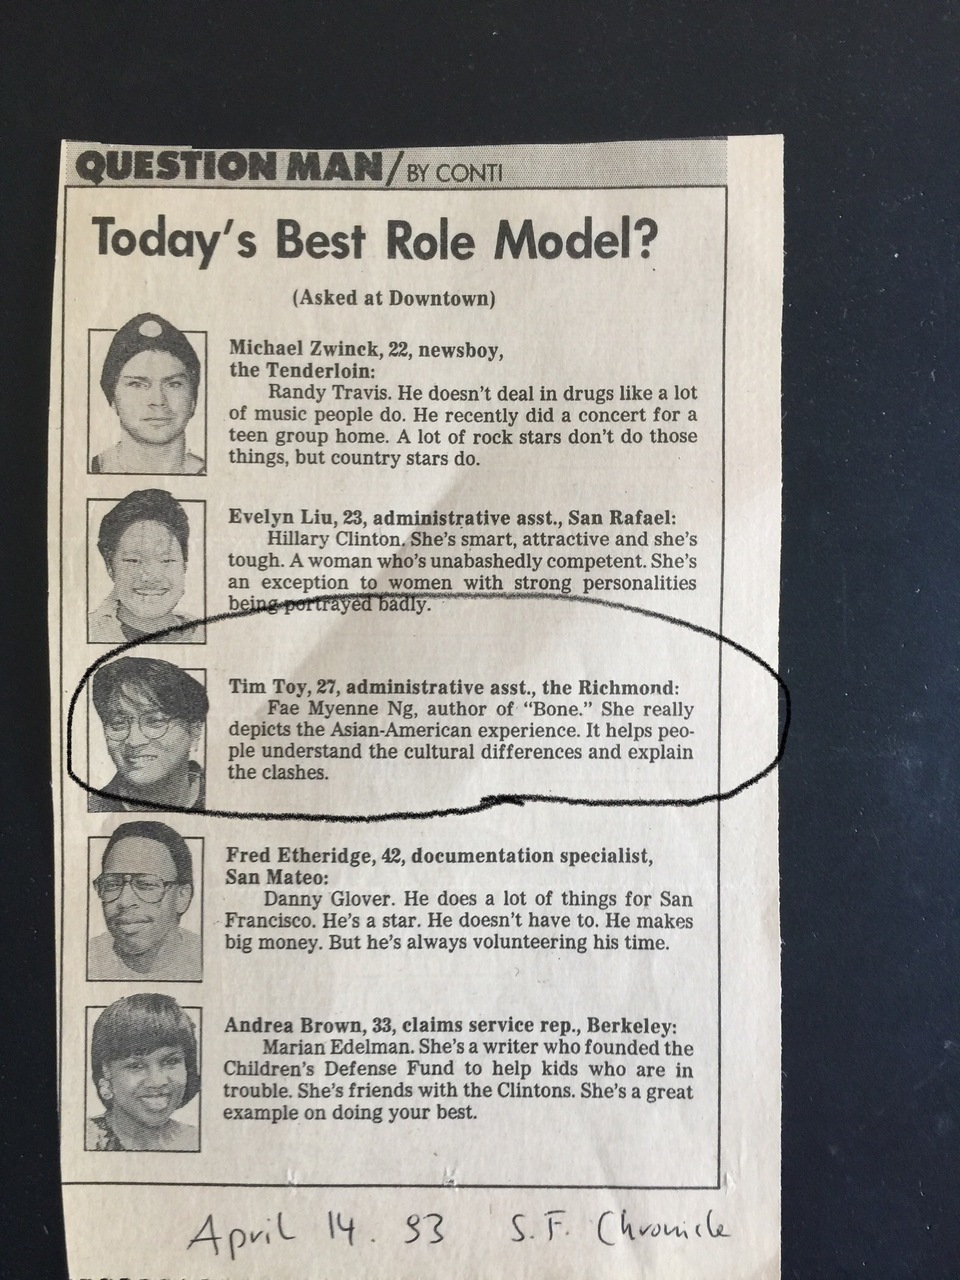 QUESTION MAN/BY CONTI
Today's Best Role Model?
(Asked at Downtown)
Michael Zwinck, 22, newsboy,
the Tenderloin:
Randy Travis. He doesn't deal in drugs like a lot
of music people do. He recently did a concert for a
teen group home. A lot of rock stars don't do those
things, but country stars do.
Evelyn Liu, 23, administrative asst., San Rafael:
Hillary Clinton. She's smart, attractive and she's
tough. A woman who's unabashedly competent. She's
an exception to women with strong personalities
being portrayed badly.
Tim Toy, 27, administrative asst., the Richmond:
Fae Myenne Ng, author of "Bone." She really
depicts the Asian-American experience. It helps peo-
ple understand the cultural differences and explain
the clashes.
Fred Etheridge, 42, documentation specialist,
San Mateo:
Danny Glover. He does a lot of things for San
Francisco. He's a star. He doesn't have to. He makes
big money. But he's always volunteering his time.
Andrea Brown, 33, claims service rep., Berkeley:
Marian Edelman. She's a writer who founded the
Children's Defense Fund to help kids who are in
trouble. She's friends with the Clintons. She's a great
example on doing your best.
April 14. 93 S.F. Chronicle